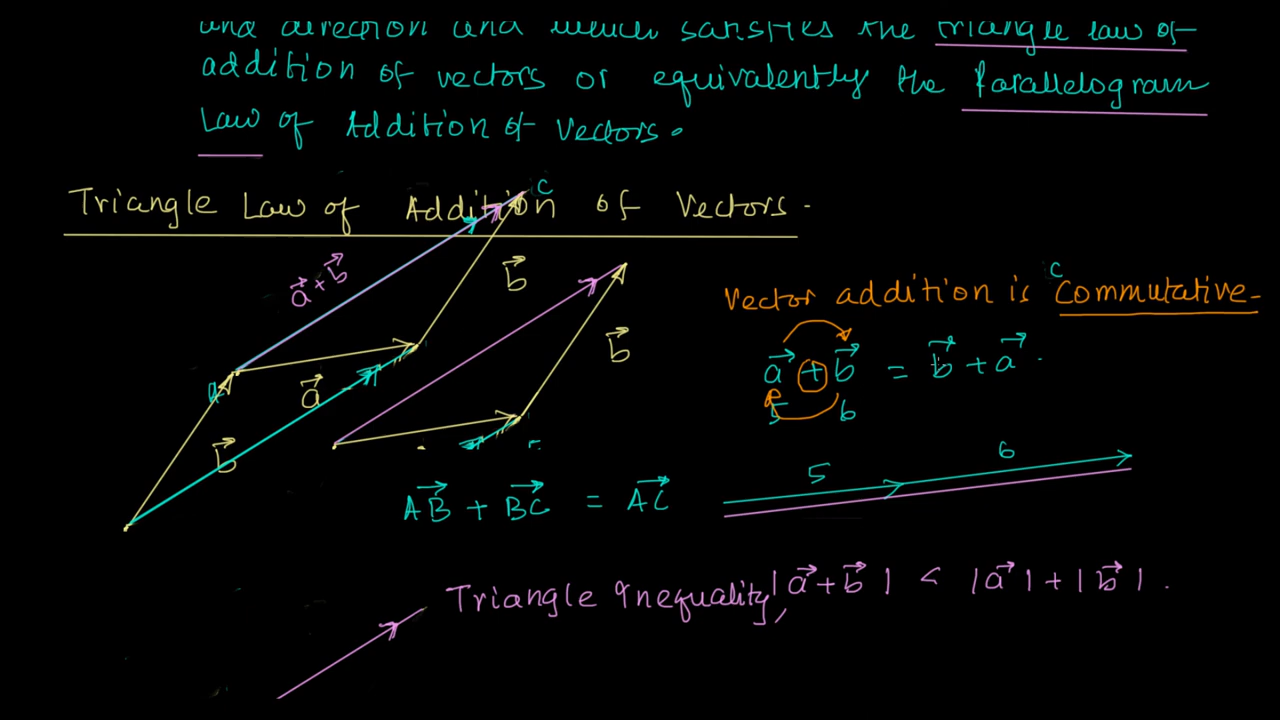 and direction and which satisfies the triangle law of
addition of vectors or equivalently the parallelogram
Law of Addition of Vectors.
Triangle Law of Addition of Vectors.
C
a⃗ + b⃗
b⃗
b⃗
a⃗
b⃗
C
Vector addition is Commutative.
a⃗ + b⃗ = b⃗ + a⃗.
5 6
5 6
AB⃗ + BC⃗ = AC⃗
Triangle Inequality, |a⃗ + b⃗| < |a⃗| + |b⃗|.